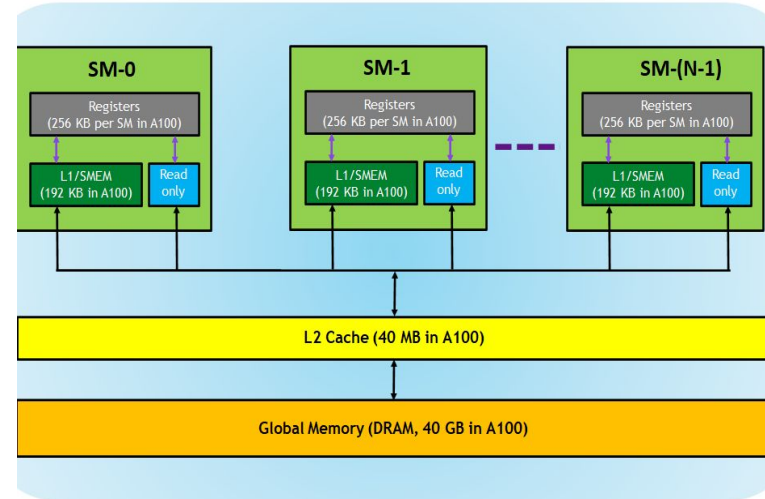 SM-0
Registers
(256 KB per SM in A100)
L1/SMEM
(192 KB in A100)
Read
only
SM-1
Registers
(256 KB per SM in A100)
L1/SMEM
(192 KB in A100)
Read
only
SM-(N-1)
Registers
(256 KB per SM in A100)
L1/SMEM
(192 KB in A100)
Read
only
L2 Cache (40 MB in A100)
Global Memory (DRAM, 40 GB in A100)